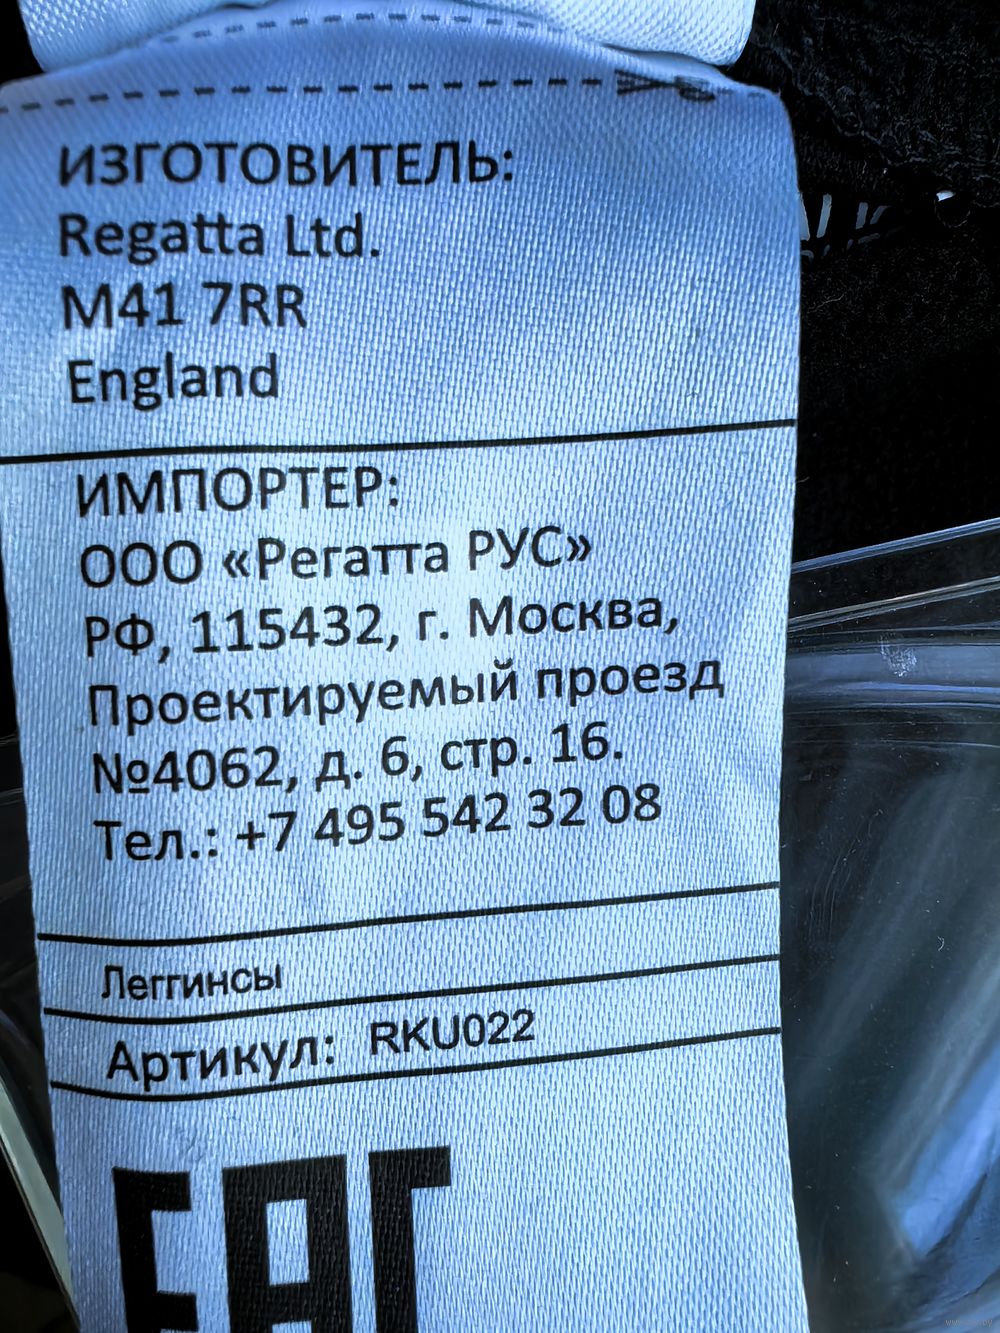 ИЗГОТОВИТЕЛЬ:
Regatta Ltd.
M41 7RR
England
ИМПОРТЕР:
ООО «Регатта РУС»
РФ, 115432, г. Москва,
Проектируемый проезд
№4062, д. 6, стр. 16.
Тел.: +7 495 542 32 08
Леггинсы
Артикул: RKU022
EAC